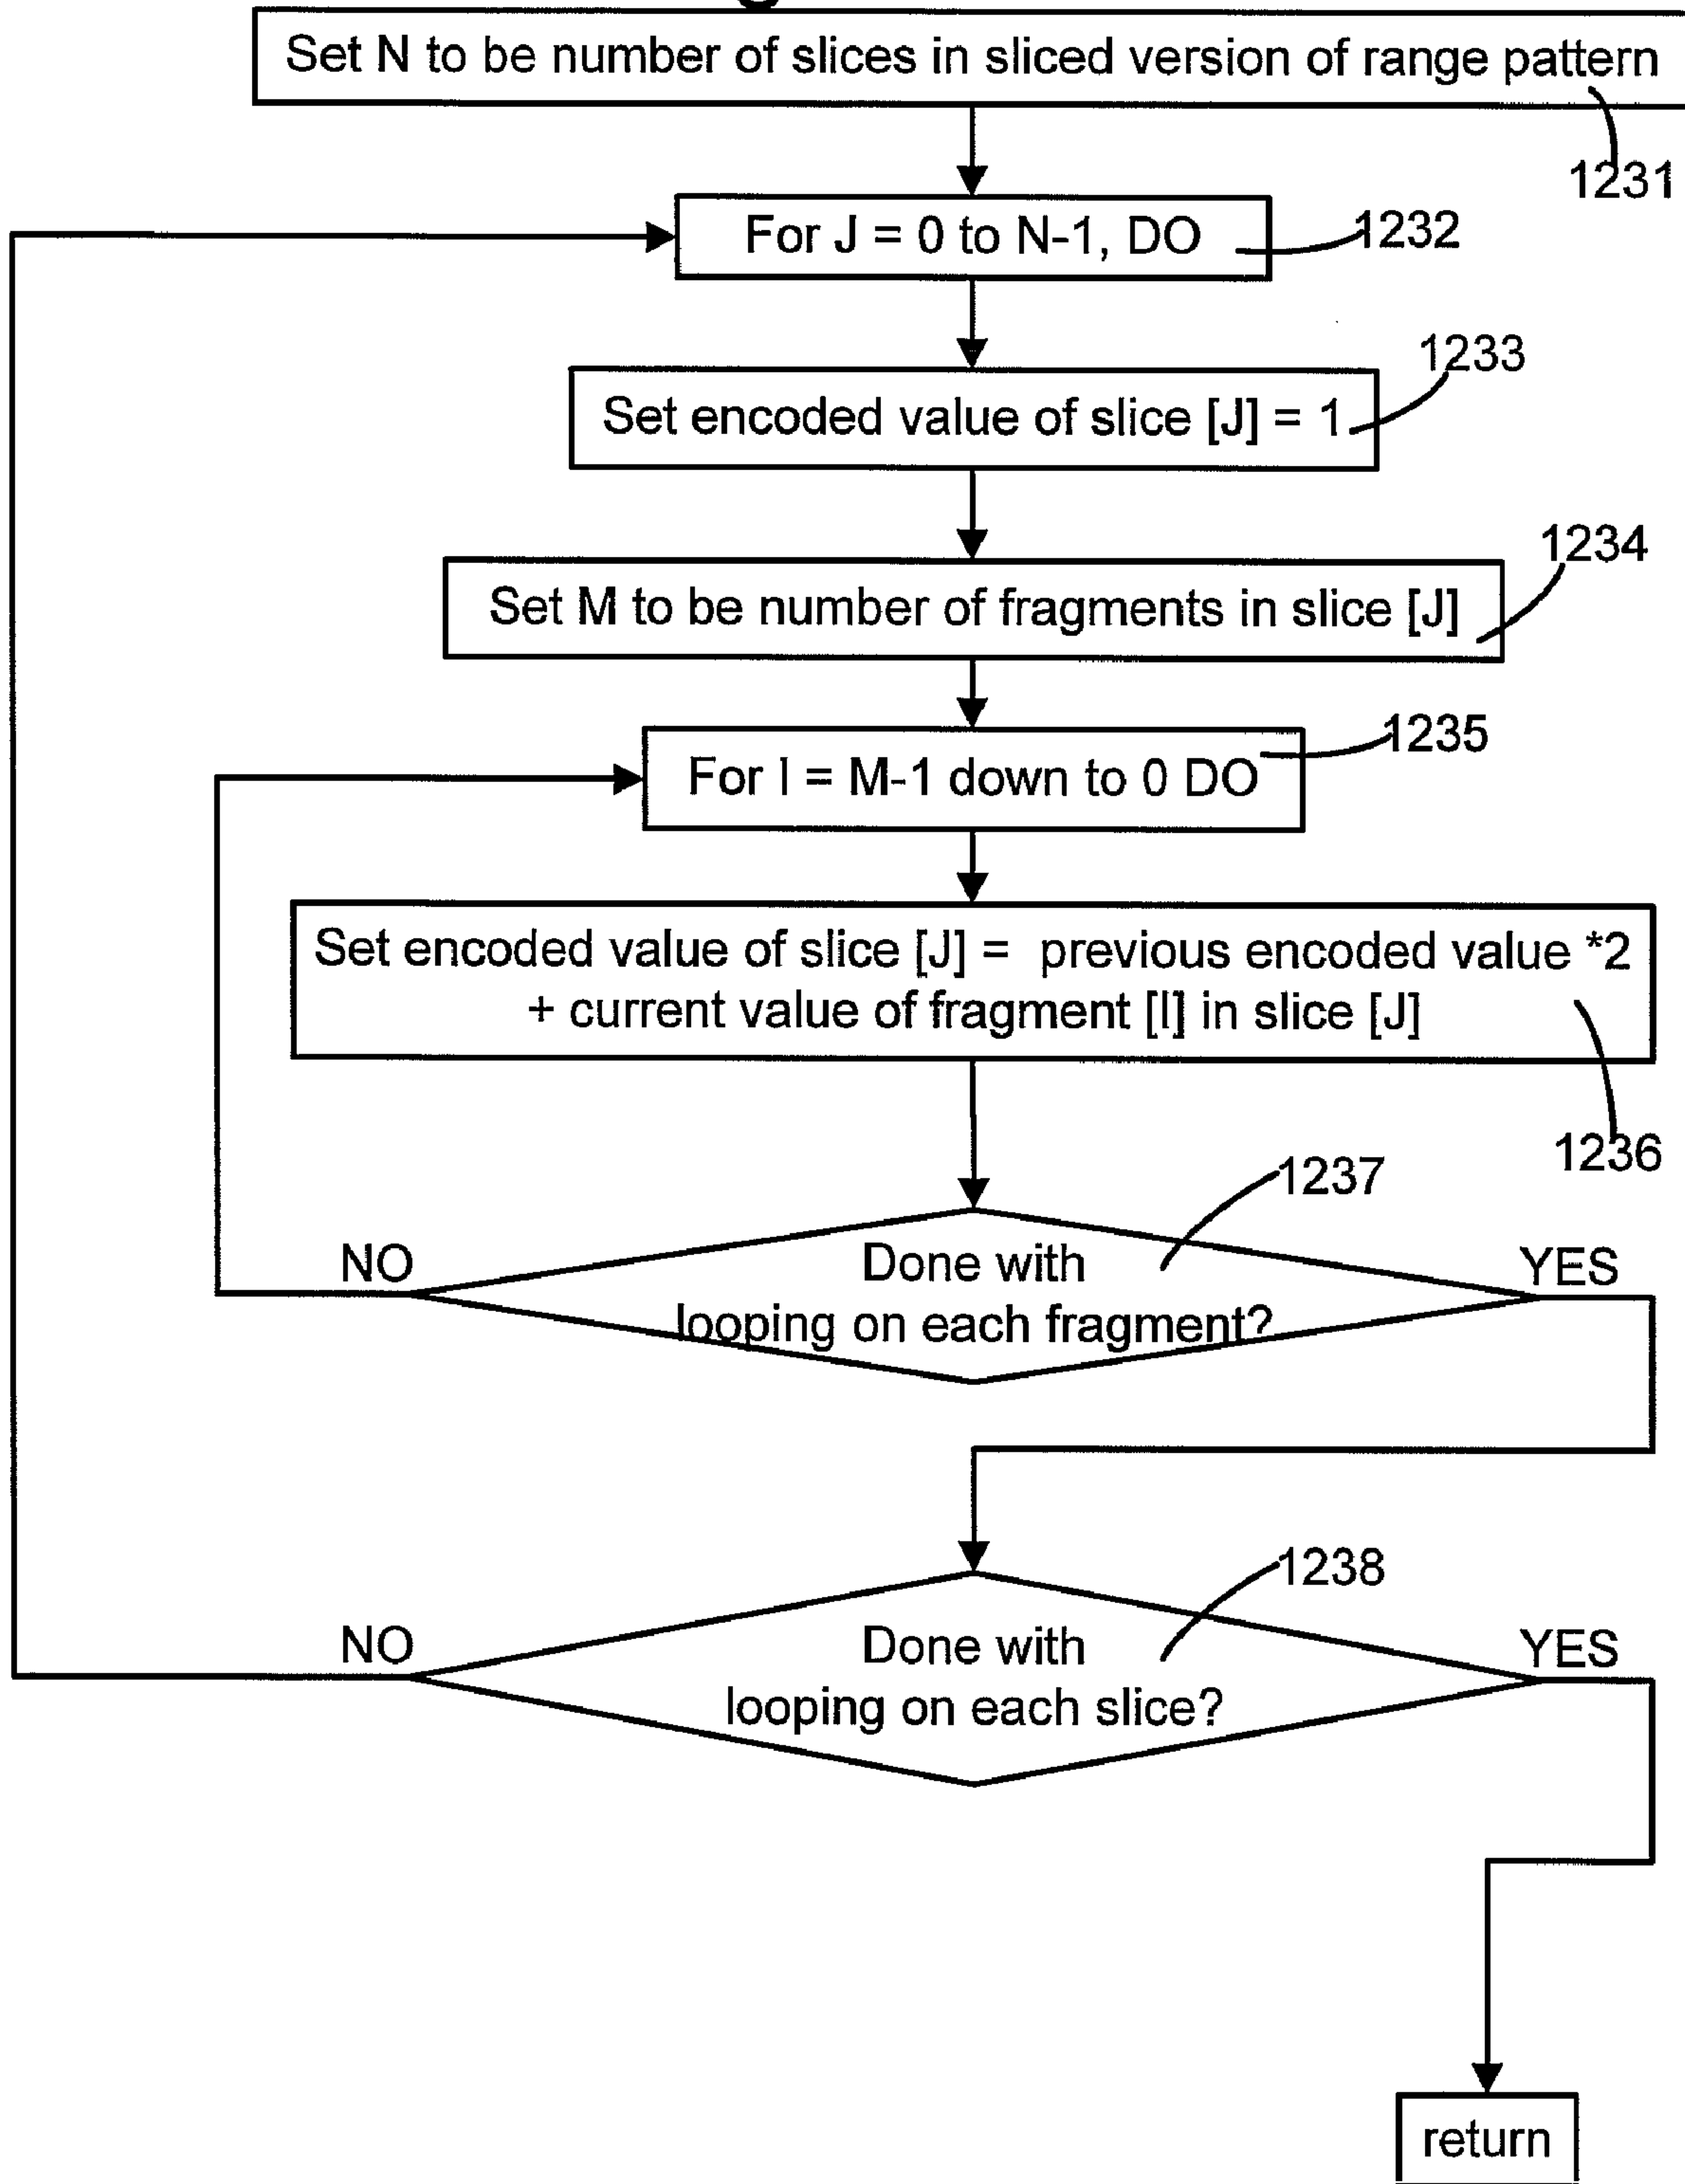 Set N to be number of slices in sliced version of range pattern
1231
For J = 0 to N-1, DO
1232
1233
Set encoded value of slice [J] = 1
1234
Set M to be number of fragments in slice [J]
1235
For I = M-1 down to 0 DO
Set encoded value of slice [J] = previous encoded value *2
+ current value of fragment [I] in slice [J]
1236
1237
NO
Done with
YES
looping on each fragment?
1238
NO
Done with
YES
looping on each slice?
return